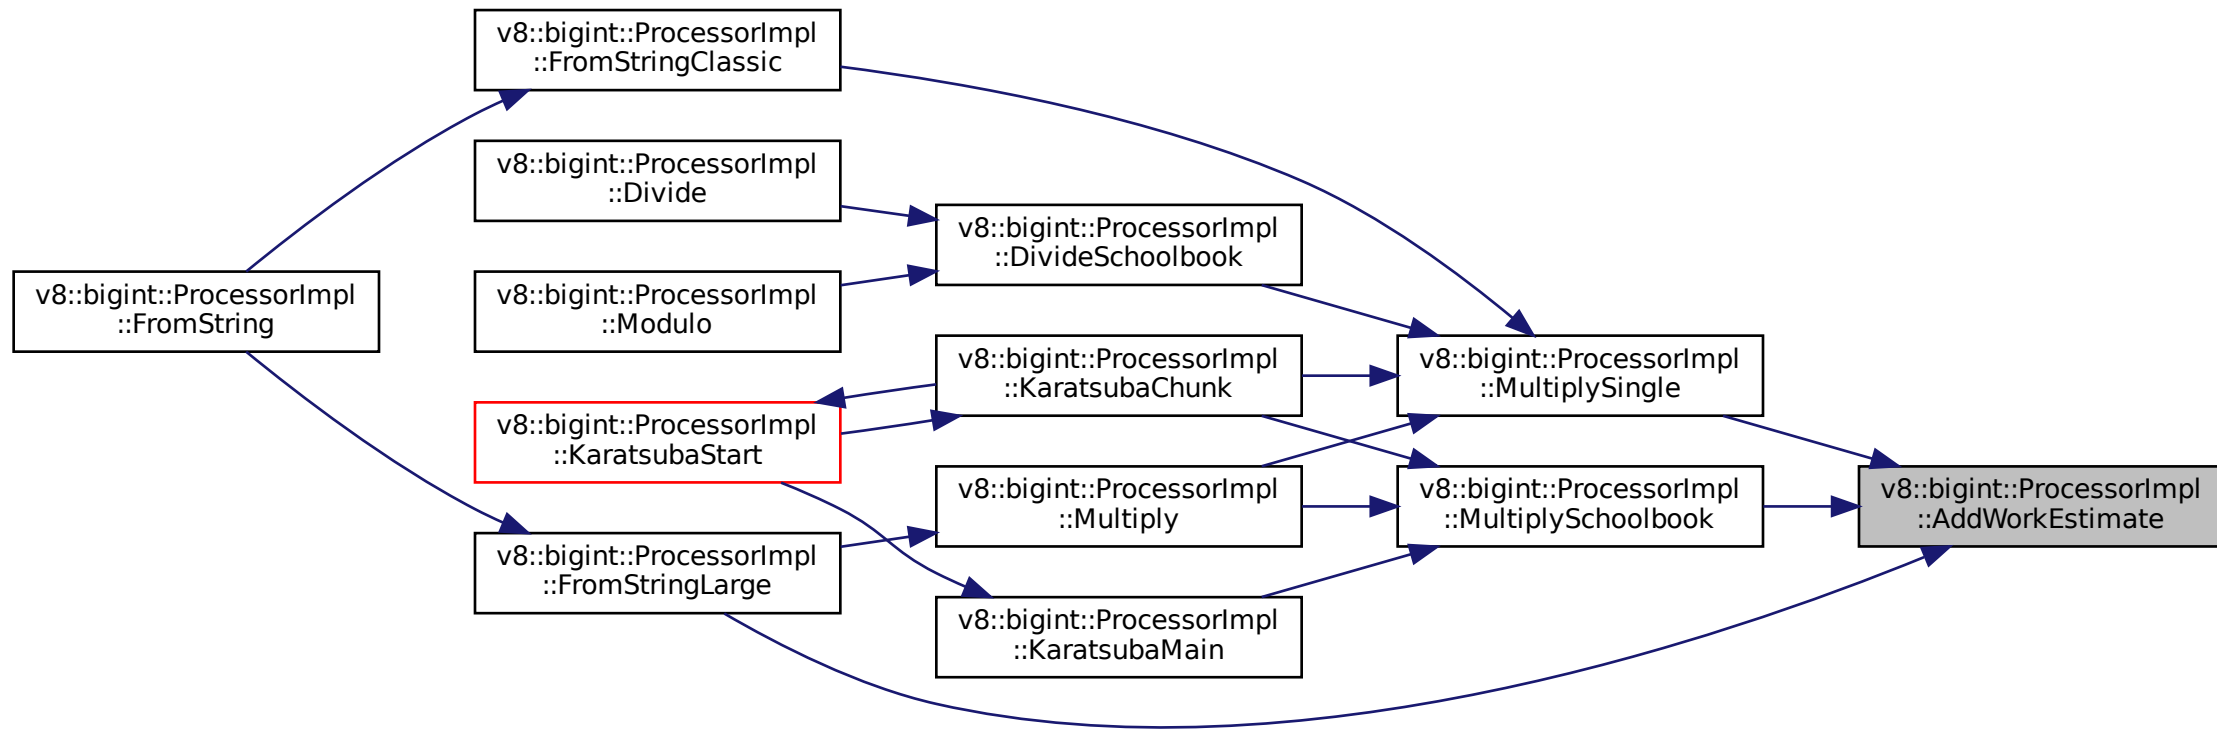 v8::bigint::ProcessorImpl
::FromString
v8::bigint::ProcessorImpl
::FromStringClassic
v8::bigint::ProcessorImpl
::Divide
v8::bigint::ProcessorImpl
::Modulo
v8::bigint::ProcessorImpl
::KaratsubaStart
v8::bigint::ProcessorImpl
::FromStringLarge
v8::bigint::ProcessorImpl
::DivideSchoolbook
v8::bigint::ProcessorImpl
::KaratsubaChunk
v8::bigint::ProcessorImpl
::Multiply
v8::bigint::ProcessorImpl
::KaratsubaMain
v8::bigint::ProcessorImpl
::MultiplySingle
v8::bigint::ProcessorImpl
::MultiplySchoolbook
v8::bigint::ProcessorImpl
::AddWorkEstimate